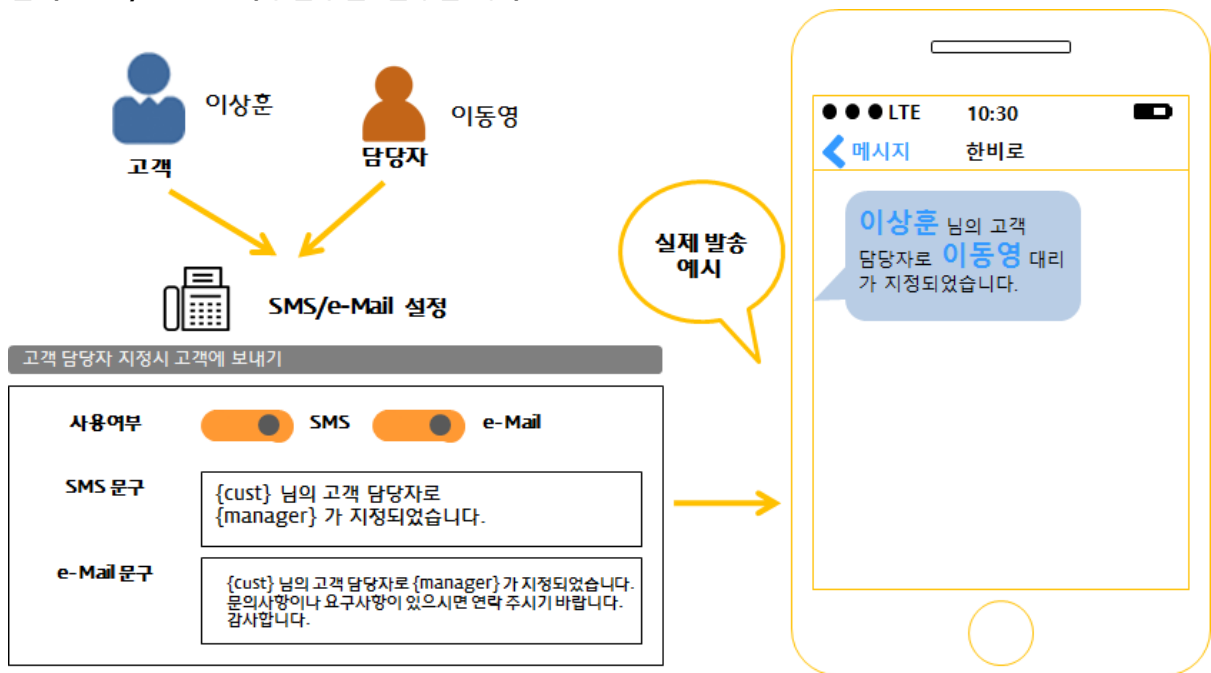 이상훈
고객
이동영
담당자
SMS/e-Mail 설정
고객 담당자 지정시 고객에 보내기
사용여부 SMS e-Mail
SMS 문구
{cust} 님의 고객 담당자로
{manager} 가 지정되었습니다.
e-Mail 문구
{cust} 님의 고객 담당자로 {manager} 가 지정되었습니다.
문의사항이나 요구사항이 있으시면 연락 주시기 바랍니다.
감사합니다.
실제 발송
예시
LTE 10:30
메시지 한비로
이상훈 님의 고객
담당자로 이동영 대리
가 지정되었습니다.